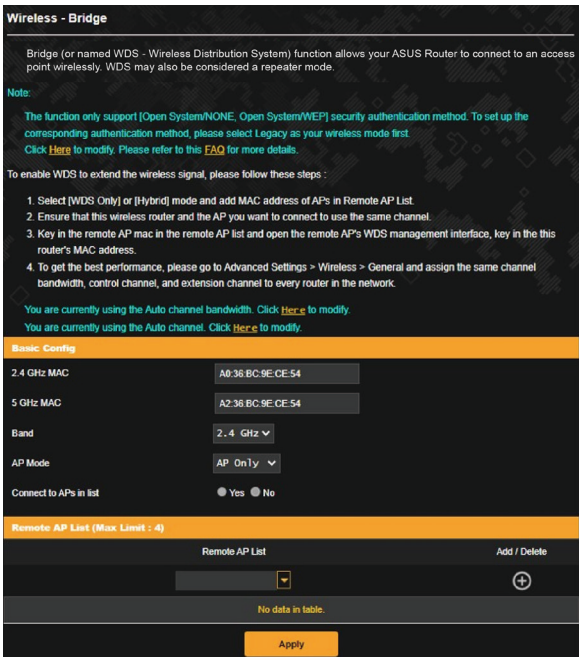 Wireless - Bridge
Bridge (or named WDS - Wireless Distribution System) function allows your ASUS Router to connect to an access
point wirelessly. WDS may also be considered a repeater mode.
Note:
The function only support [Open System/NONE, Open System/WEP] security authentication method. To set up the
corresponding authentication method, please select Legacy as your wireless mode first.
Click Here to modify. Please refer to this FAQ for more details.
To enable WDS to extend the wireless signal, please follow these steps :
1. Select [WDS Only] or [Hybrid] mode and add MAC address of APs in Remote AP List.
2. Ensure that this wireless router and the AP you want to connect to use the same channel.
3. Key in the remote AP mac in the remote AP list and open the remote AP's WDS management interface, key in the this
router's MAC address.
4. To get the best performance, please go to Advanced Settings > Wireless > General and assign the same channel
bandwidth, control channel, and extension channel to every router in the network.
You are currently using the Auto channel bandwidth. Click Here to modify.
You are currently using the Auto channel. Click Here to modify.
Basic Config
2.4 GHz MAC A0:36:BC:9E:CE:54
5 GHz MAC A2:36:BC:9E:CE:54
Band 2.4 GHz
AP Mode AP Only
Connect to APs in list Yes No
Remote AP List (Max Limit : 4)
Remote AP List Add / Delete
No data in table.
Apply